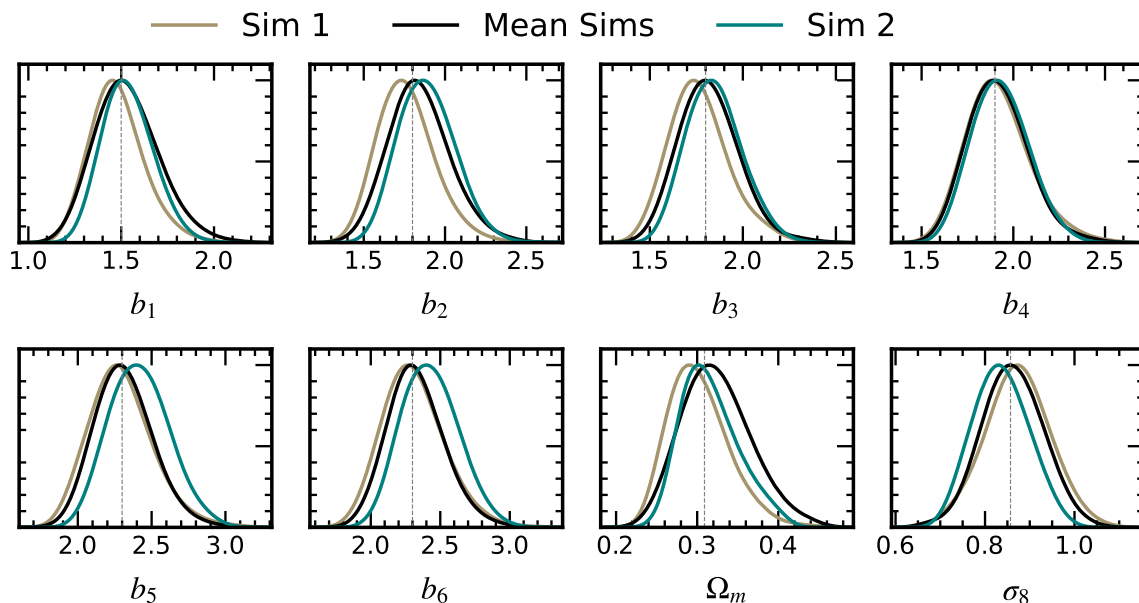 Sim 1 Mean Sims Sim 2
1.0 1.5 2.0 1.5 2.0 2.5 1.5 2.0 2.5 1.5 2.0 2.5
b₁ b₂ b₃ b₄
2.0 2.5 3.0 2.0 2.5 3.0 0.2 0.3 0.4 0.6 0.8 1.0
b₅ b₆ Ωₘ σ₈